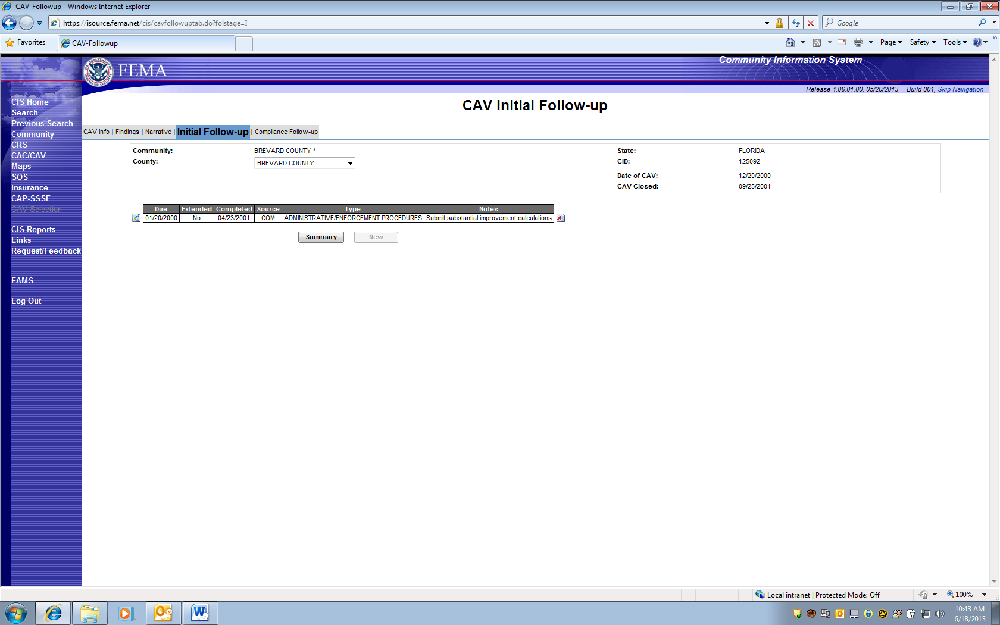 CAV-Followup - Windows Internet Explorer
https://isource.fema.net/cis/cavfollowuptab.do?folstage=I
Google
Favorites
CAV-Followup
Page
Safety
Tools
FEMA
Community Information System
Release 4.06.01.00, 05/20/2013 -- Build 001, Skip Navigation
CIS Home
Search
Previous Search
Community
CRS
CAC/CAV
Maps
SOS
Insurance
CAP-SSSE
CAV Selection
CIS Reports
Links
Request/Feedback
FAMS
Log Out
CAV Initial Follow-up
CAV Info | Findings | Narrative | Initial Follow-up | Compliance Follow-up
Community: BREVARD COUNTY *
County: BREVARD COUNTY
State: FLORIDA
CID: 125092
Date of CAV: 12/20/2000
CAV Closed: 09/25/2001
Due Extended Completed Source Type Notes
01/20/2000 No 04/23/2001 COM ADMINISTRATIVE/ENFORCEMENT PROCEDURES Submit substantial improvement calculations
Summary New
Local intranet | Protected Mode: Off
100%
10:43 AM
6/18/2013